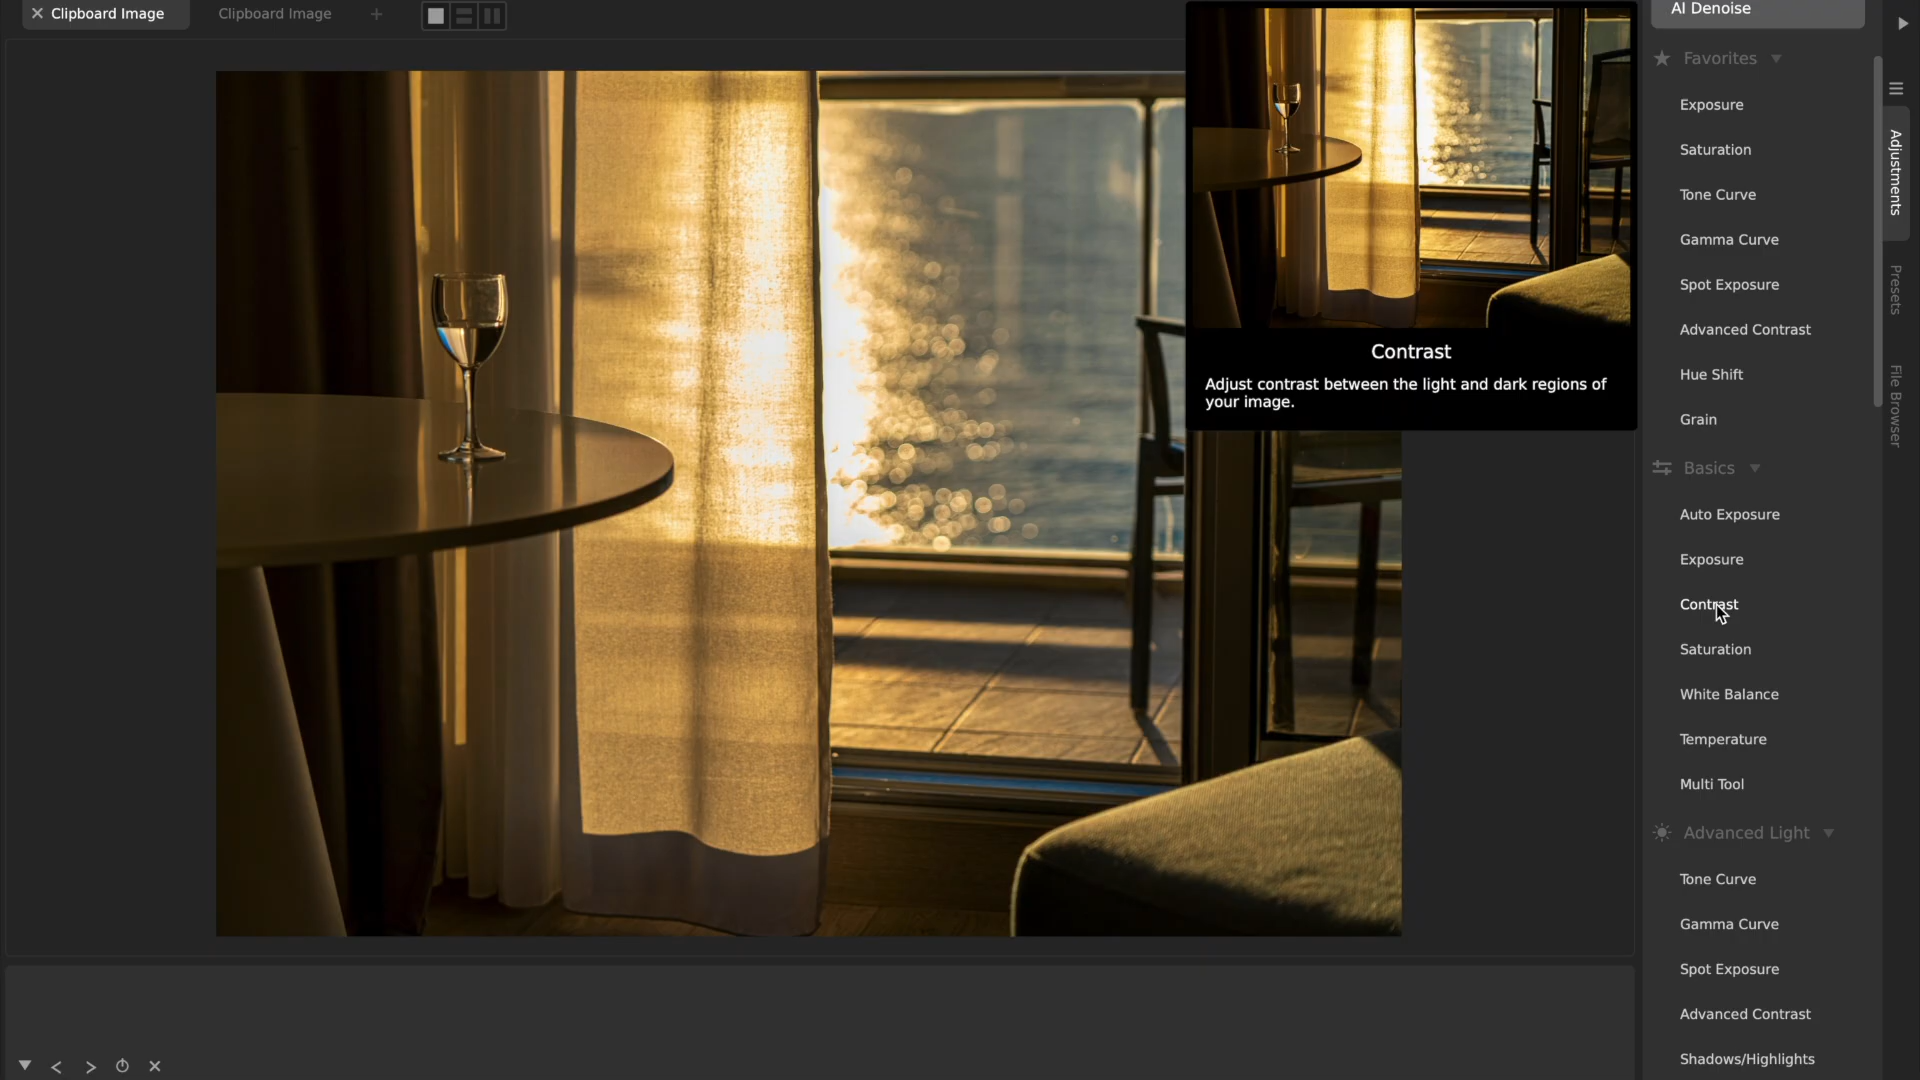 Clipboard Image
Clipboard Image
AI Denoise
Favorites
Exposure
Saturation
Tone Curve
Gamma Curve
Spot Exposure
Advanced Contrast
Hue Shift
Grain
Basics
Auto Exposure
Exposure
Contrast
Saturation
White Balance
Temperature
Multi Tool
Advanced Light
Tone Curve
Gamma Curve
Spot Exposure
Advanced Contrast
Shadows/Highlights
Contrast
Adjust contrast between the light and dark regions of
your image.
Adjustments
Presets
File Browser